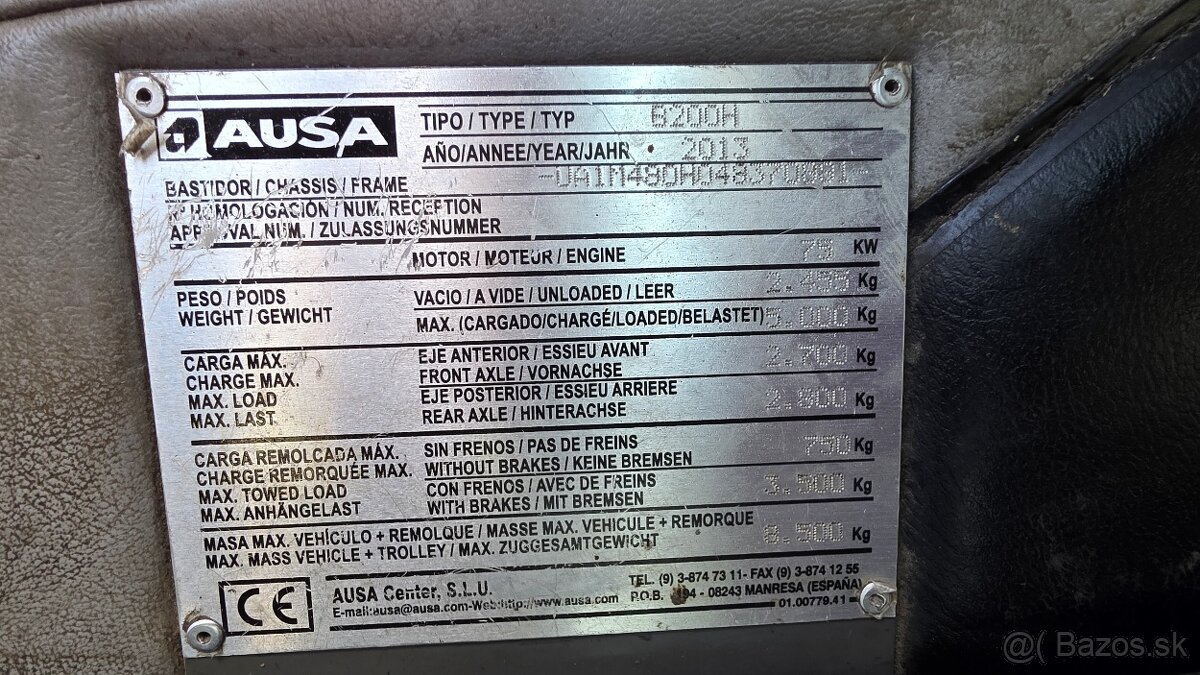 AUSA
TIPO / TYPE / TYP B200H
AÑO/ANNEE/YEAR/JAHR 2013
BASTIDOR / CHASSIS / FRAME
Nº HOMOLOGACIÓN / NUM. RECEPTION
APPROVAL NUM. / ZULASSUNGSNUMMER
MOTOR / MOTEUR / ENGINE 75 KW
PESO / POIDS
WEIGHT / GEWICHT
VACIO / A VIDE / UNLOADED / LEER 2.455 Kg
MAX. (CARGADO/CHARGÉ/LOADED/BELASTET) 5.000 Kg
CARGA MÁX.
CHARGE MAX.
MAX. LOAD
MAX. LAST
EJE ANTERIOR / ESSIEU AVANT
FRONT AXLE / VORNACHSE 2.700 Kg
EJE POSTERIOR / ESSIEU ARRIERE
REAR AXLE / HINTERACHSE 2.800 Kg
CARGA REMOLCADA MÁX.
CHARGE REMORQUÉE MAX.
MAX. TOWED LOAD
MAX. ANHÄNGELAST
SIN FRENOS / PAS DE FREINS
WITHOUT BRAKES / KEINE BREMSEN 750 Kg
CON FRENOS / AVEC DE FREINS
WITH BRAKES / MIT BREMSEN 3.500 Kg
MASA MAX. VEHÍCULO + REMOLQUE / MASSE MAX. VEHICULE + REMORQUE
MAX. MASS VEHICLE + TROLLEY / MAX. ZUGGESAMTGEWICHT 8.500 Kg
CE
AUSA Center, S.L.U.
E-mail:ausa@ausa.com-Web:http://www.ausa.com
TEL. (9) 3-874 73 11- FAX (9) 3-874 12 55
P.O.B. 194 - 08243 MANRESA (ESPAÑA)
01.00779.41
@( Bazos.sk